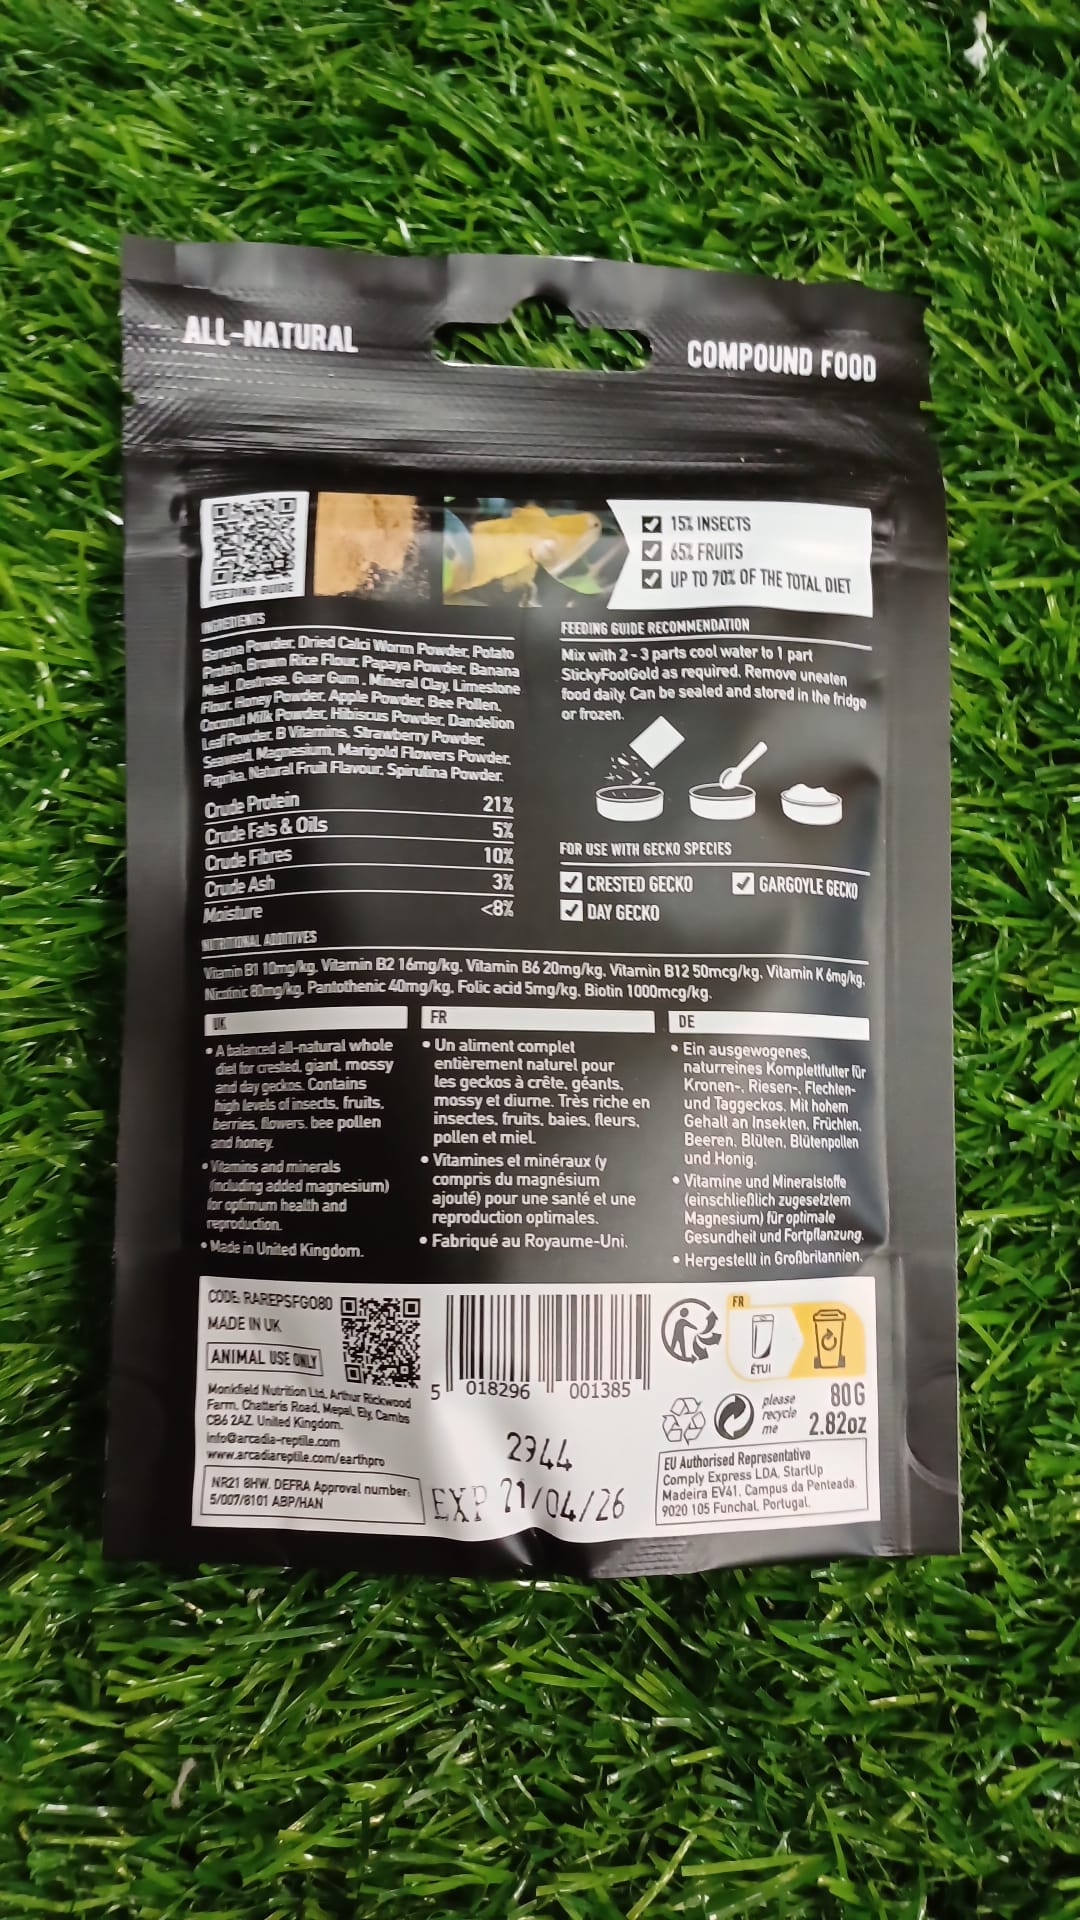 ALL-NATURAL
COMPOUND FOOD
FEEDING GUIDE
15% INSECTS
65% FRUITS
UP TO 70% OF THE TOTAL DIET
INGREDIENTS
Banana Powder, Dried Calci Worm Powder, Potato
Protein, Brown Rice Flour, Papaya Powder, Banana
Meal, Dextrose, Guar Gum, Mineral Clay, Limestone
Flour, Honey Powder, Apple Powder, Bee Pollen,
Coconut Milk Powder, Hibiscus Powder, Dandelion
Leaf Powder, B Vitamins, Strawberry Powder,
Seaweed, Magnesium, Marigold Flowers Powder,
Paprika, Natural Fruit Flavour, Spirulina Powder.
Crude Protein 21%
Crude Fats & Oils 5%
Crude Fibres 10%
Crude Ash 3%
Moisture <8%
FEEDING GUIDE RECOMMENDATION
Mix with 2 - 3 parts cool water to 1 part
StickyFootGold as required. Remove uneaten
food daily. Can be sealed and stored in the fridge
or frozen.
FOR USE WITH GECKO SPECIES
CRESTED GECKO
GARGOYLE GECKO
DAY GECKO
NUTRITIONAL ADDITIVES
Vitamin B1 10mg/kg, Vitamin B2 16mg/kg, Vitamin B6 20mg/kg, Vitamin B12 50mcg/kg, Vitamin K 6mg/kg,
Nicotinic 80mg/kg, Pantothenic 40mg/kg, Folic acid 5mg/kg, Biotin 1000mcg/kg.
UK
• A balanced all-natural whole
diet for crested, giant, mossy
and day geckos. Contains
high levels of insects, fruits,
berries, flowers, bee pollen
and honey.
• Vitamins and minerals
(including added magnesium)
for optimum health and
reproduction.
• Made in United Kingdom.
FR
• Un aliment complet
entièrement naturel pour
les geckos à crête, géants,
mossy et diurne. Très riche en
insectes, fruits, baies, fleurs,
pollen et miel.
• Vitamines et minéraux (y
compris du magnésium
ajouté) pour une santé et une
reproduction optimales.
• Fabriqué au Royaume-Uni.
DE
• Ein ausgewogenes,
naturreines Komplettfutter für
Kronen-, Riesen-, Flechten-
und Taggeckos. Mit hohem
Gehalt an Insekten, Früchten,
Beeren, Blüten, Blütenpollen
und Honig.
• Vitamine und Mineralstoffe
(einschließlich zugesetztem
Magnesium) für optimale
Gesundheit und Fortpflanzung.
• Hergestellt in Großbritannien.
CODE: RAREPSFGO80
MADE IN UK
ANIMAL USE ONLY
Monkfield Nutrition Ltd, Arthur Rickwood
Farm, Chatteris Road, Mepal, Ely, Cambs
CB6 2AZ. United Kingdom.
info@arcadia-reptile.com
www.arcadiareptile.com/earthpro
NR21 8HW. DEFRA Approval number:
5/007/8101 ABP/HAN
5 018296 001385
2344
EXP 21/04/26
FR
ÉTUI
please
recycle
me
80G
2.82oz
EU Authorised Representative
Comply Express LDA, StartUp
Madeira EV41, Campus da Penteada,
9020 105 Funchal, Portugal.